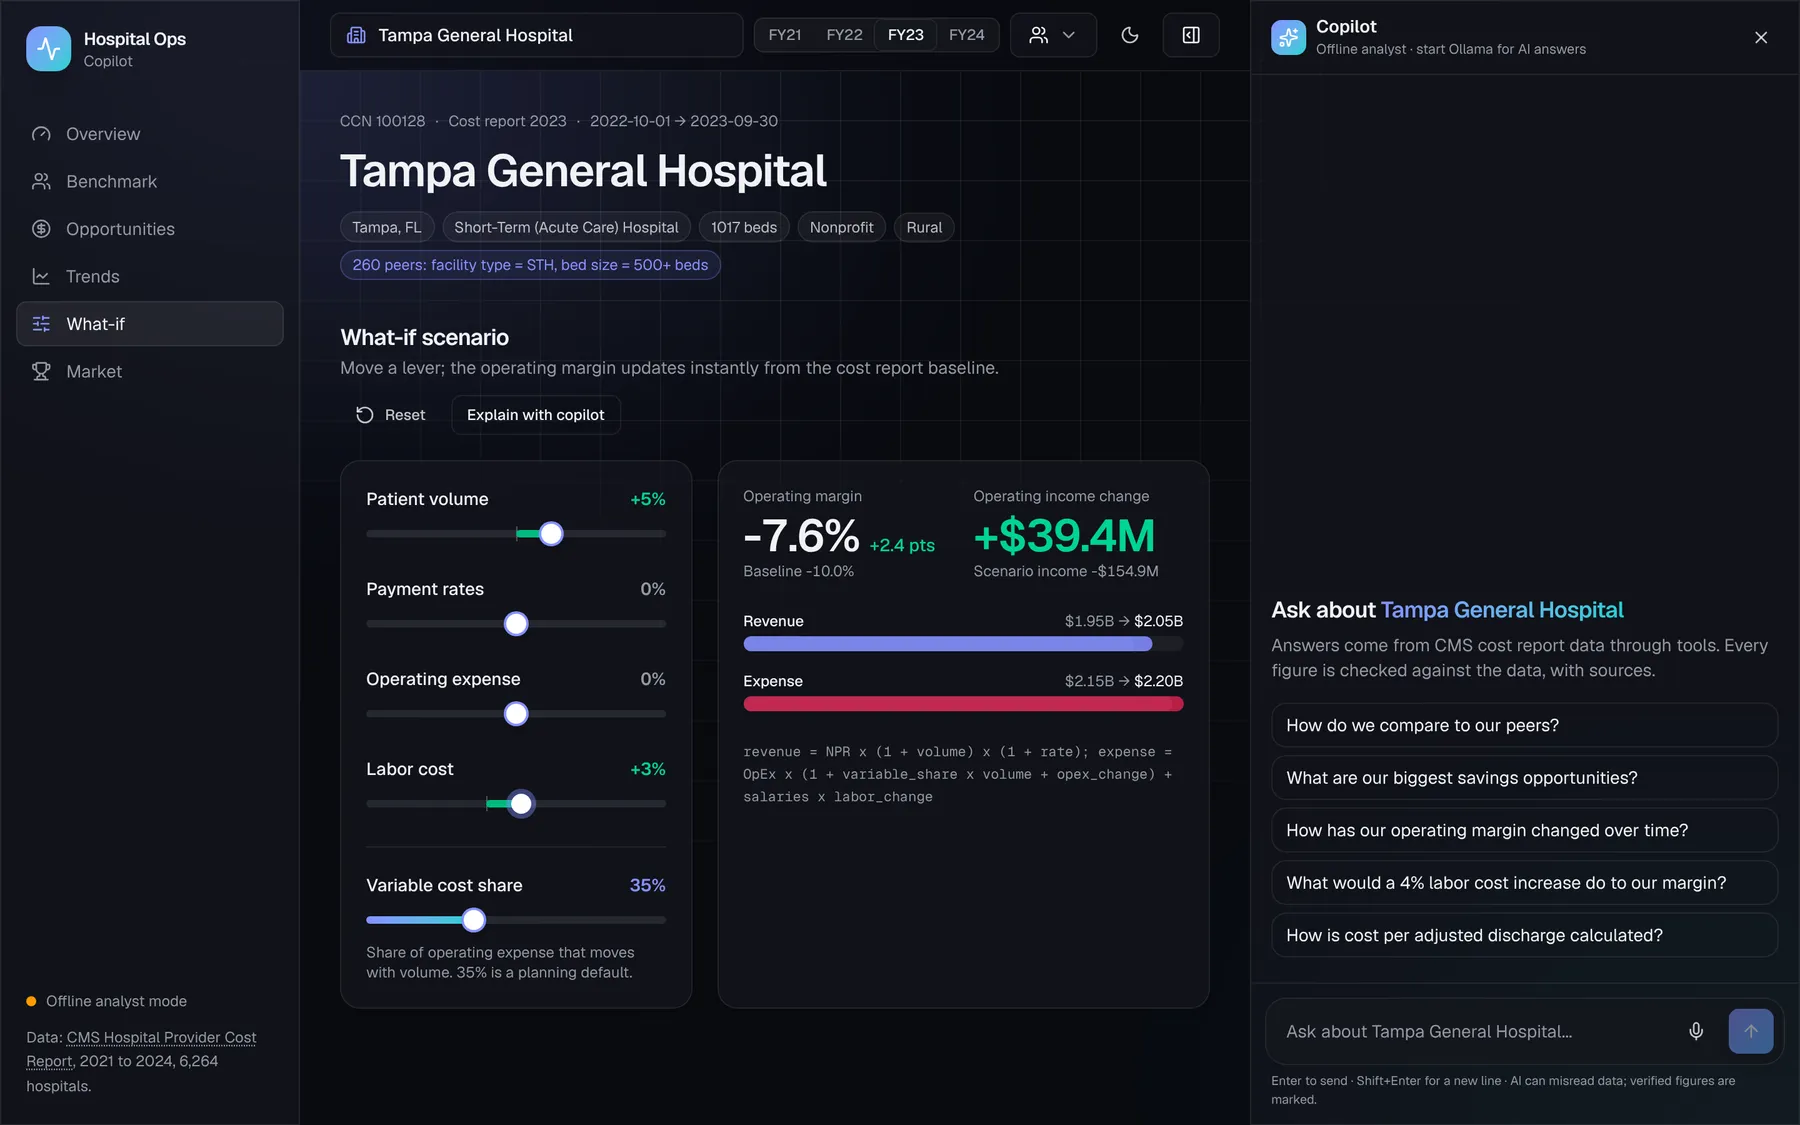 Hospital Ops
Copilot
Overview
Benchmark
Opportunities
Trends
What-if
Market
Offline analyst mode
Data: CMS Hospital Provider Cost
Report, 2021 to 2024, 6,264
hospitals.
Tampa General Hospital
FY21 FY22 FY23 FY24
CCN 100128 · Cost report 2023 · 2022-10-01 → 2023-09-30
Tampa General Hospital
Tampa, FL Short-Term (Acute Care) Hospital 1017 beds Nonprofit Rural
260 peers: facility type = STH, bed size = 500+ beds
What-if scenario
Move a lever; the operating margin updates instantly from the cost report baseline.
Reset Explain with copilot
Patient volume +5%
Payment rates 0%
Operating expense 0%
Labor cost +3%
Variable cost share 35%
Share of operating expense that moves
with volume. 35% is a planning default.
Operating margin
-7.6% +2.4 pts
Baseline -10.0%
Operating income change
+$39.4M
Scenario income -$154.9M
Revenue $1.95B → $2.05B
Expense $2.15B → $2.20B
revenue = NPR x (1 + volume) x (1 + rate); expense =
OpEx x (1 + variable_share x volume + opex_change) +
salaries x labor_change
Copilot
Offline analyst · start Ollama for AI answers
Ask about Tampa General Hospital
Answers come from CMS cost report data through tools. Every
figure is checked against the data, with sources.
How do we compare to our peers?
What are our biggest savings opportunities?
How has our operating margin changed over time?
What would a 4% labor cost increase do to our margin?
How is cost per adjusted discharge calculated?
Ask about Tampa General Hospital...
Enter to send · Shift+Enter for a new line · AI can misread data; verified figures are
marked.